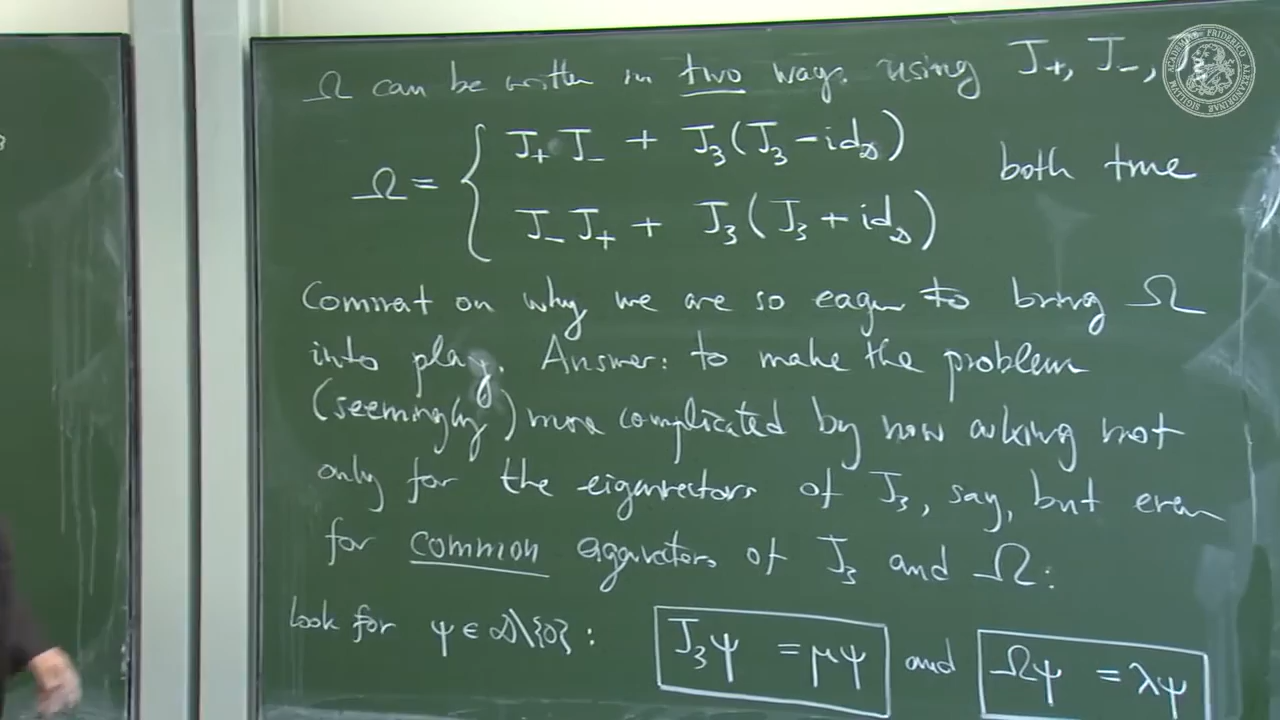 Ω can be written in two ways using J₊, J₋, J₃
Ω = { J₊ J₋ + J₃(J₃ − id_𝒟)
J₋ J₊ + J₃(J₃ + id_𝒟)
both true
Comment on why we are so eager to bring Ω
into play. Answer: to make the problem
(seemingly) more complicated by now asking not
only for the eigenvectors of J₃, say, but even
for common eigenvectors of J₃ and Ω:
Look for ψ ∈ 𝒟\{0} : J₃ψ = μψ and Ωψ = λψ